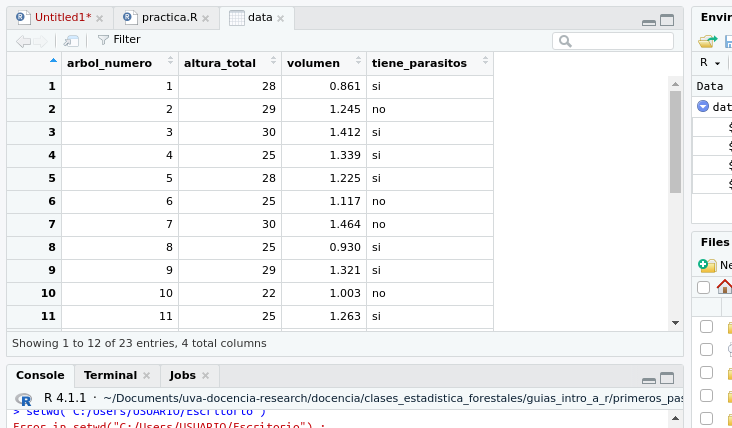 Untitled1* practica.R data
Filter
arbol_numero altura_total volumen tiene_parasitos
1 1 28 0.861 si
2 2 29 1.245 no
3 3 30 1.412 si
4 4 25 1.339 si
5 5 28 1.225 si
6 6 25 1.117 no
7 7 30 1.464 no
8 8 25 0.930 si
9 9 29 1.321 si
10 10 22 1.003 no
11 11 25 1.263 si
Showing 1 to 12 of 23 entries, 4 total columns
Console Terminal Jobs
R 4.1.1 · ~/Documents/uva-docencia-research/docencia/clases_estadistica_forestales/guias_intro_a_r/primeros_pas
> setwd("C:/Users/USUARIO/Escritorio")
Error in setwd("C:/Users/USUARIO/Escritorio") :
Envir
R
Data
dat
$
$
$
$
Files
Ne